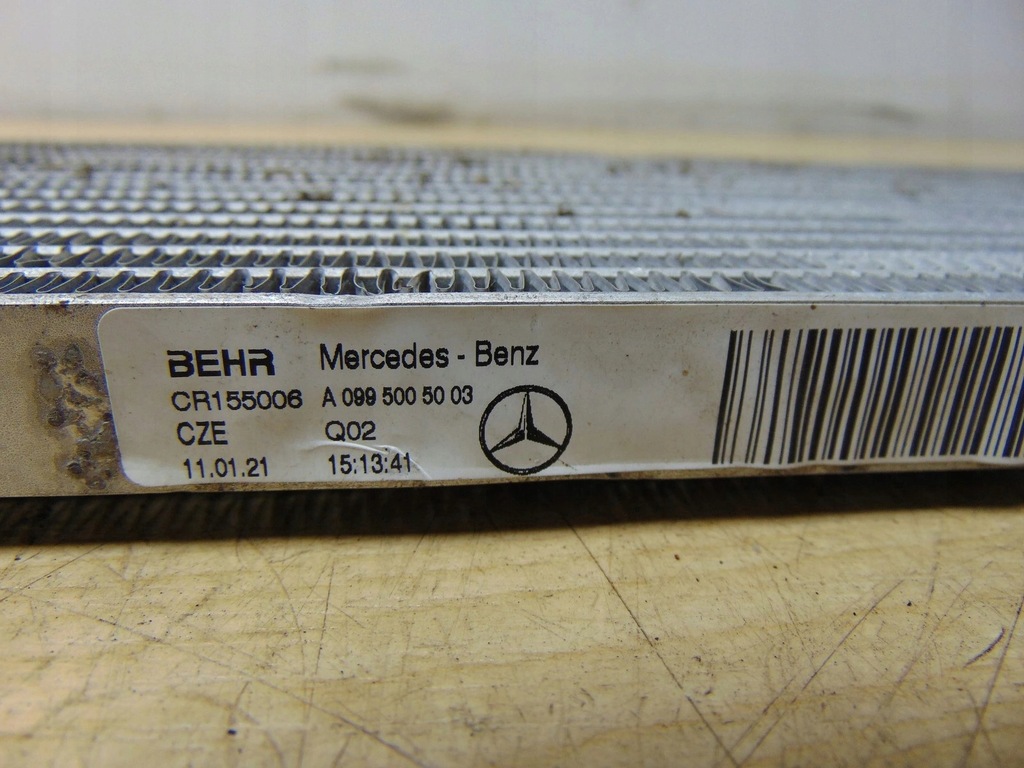 BEHR Mercedes - Benz
CR155006 A 099 500 50 03
CZE Q02
11.01.21 15:13:41